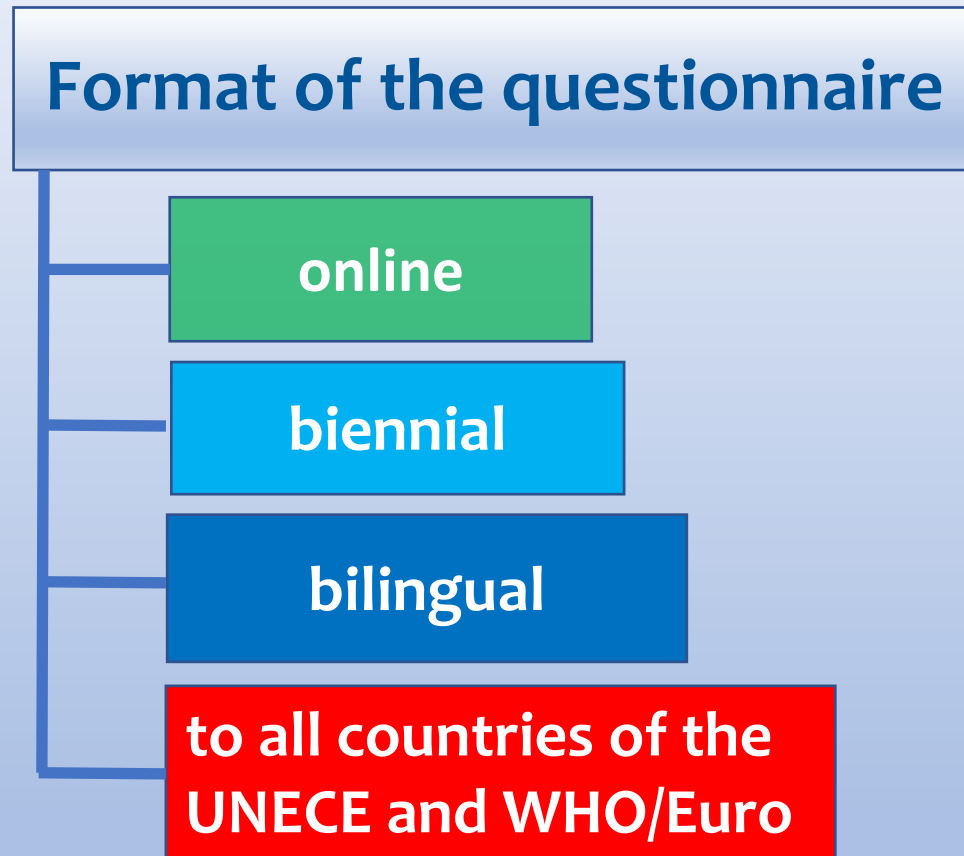 Format of the questionnaire
online
biennial
bilingual
to all countries of the
UNECE and WHO/Euro